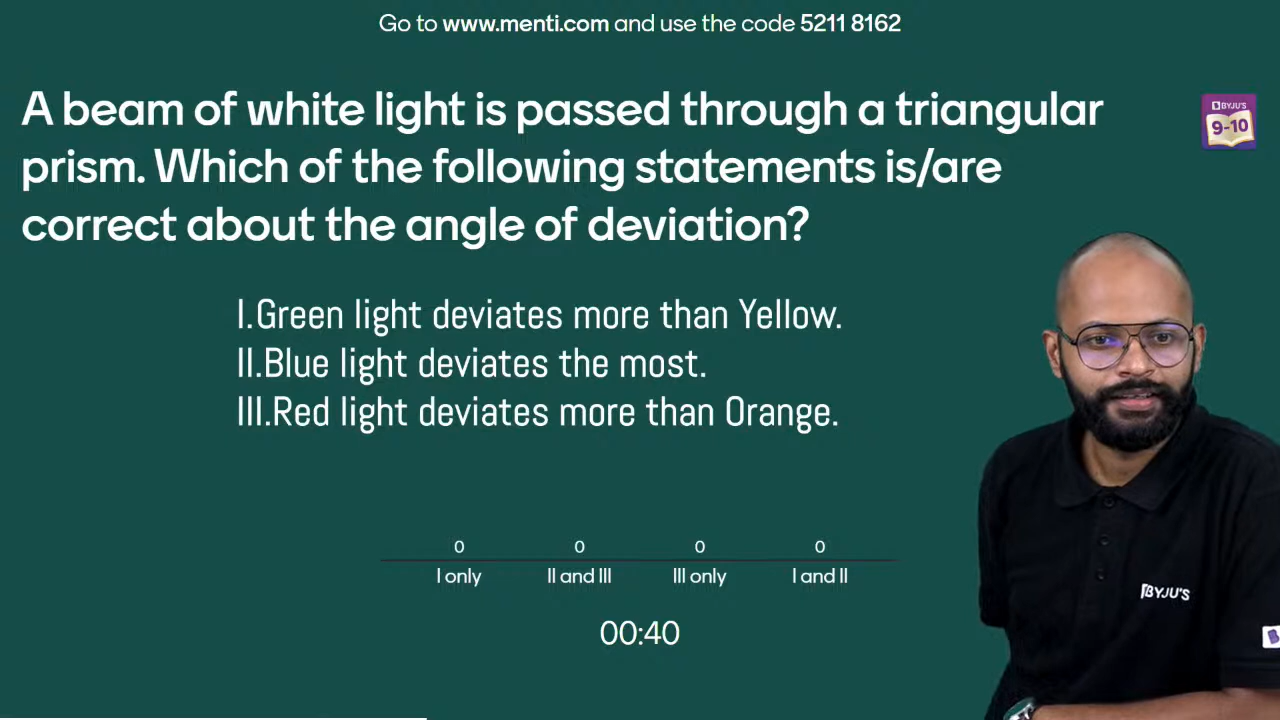 Go to www.menti.com and use the code 5211 8162
A beam of white light is passed through a triangular
prism. Which of the following statements is/are
correct about the angle of deviation?
BYJU'S
9-10
I.Green light deviates more than Yellow.
II.Blue light deviates the most.
III.Red light deviates more than Orange.
0 0 0 0
I only II and III III only I and II
00:40
BYJU'S
B